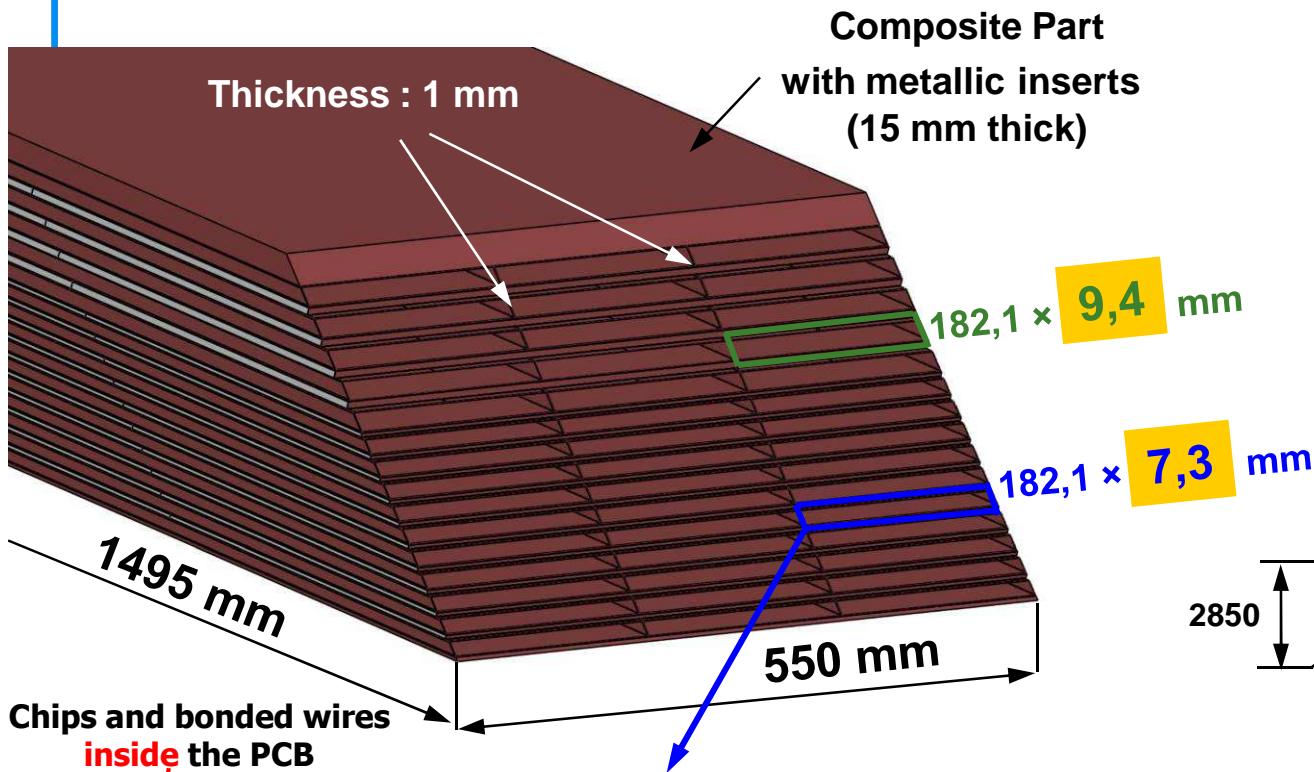 Composite Part
with metallic inserts
(15 mm thick)
Thickness : 1 mm
182,1 × 9,4 mm
182,1 × 7,3 mm
1495 mm
550 mm
2850
Chips and bonded wires
inside the PCB